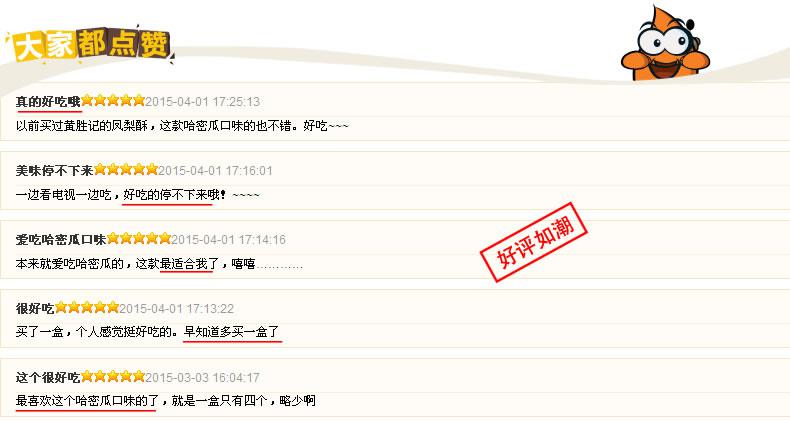 大家都点赞
真的好吃哦 2015-04-01 17:25:13
以前买过黄胜记的凤梨酥，这款哈密瓜口味的也不错。好吃~~~
美味停不下来 2015-04-01 17:16:01
一边看电视一边吃，好吃的停不下来哦！~~~~
爱吃哈密瓜口味 2015-04-01 17:14:16
本来就爱吃哈密瓜的，这款最适合我了，嘻嘻…………
好评如潮
很好吃 2015-04-01 17:13:22
买了一盒，个人感觉挺好吃的。早知道多买一盒了
这个很好吃 2015-03-03 16:04:17
最喜欢这个哈密瓜口味的了，就是一盒只有四个，略少啊